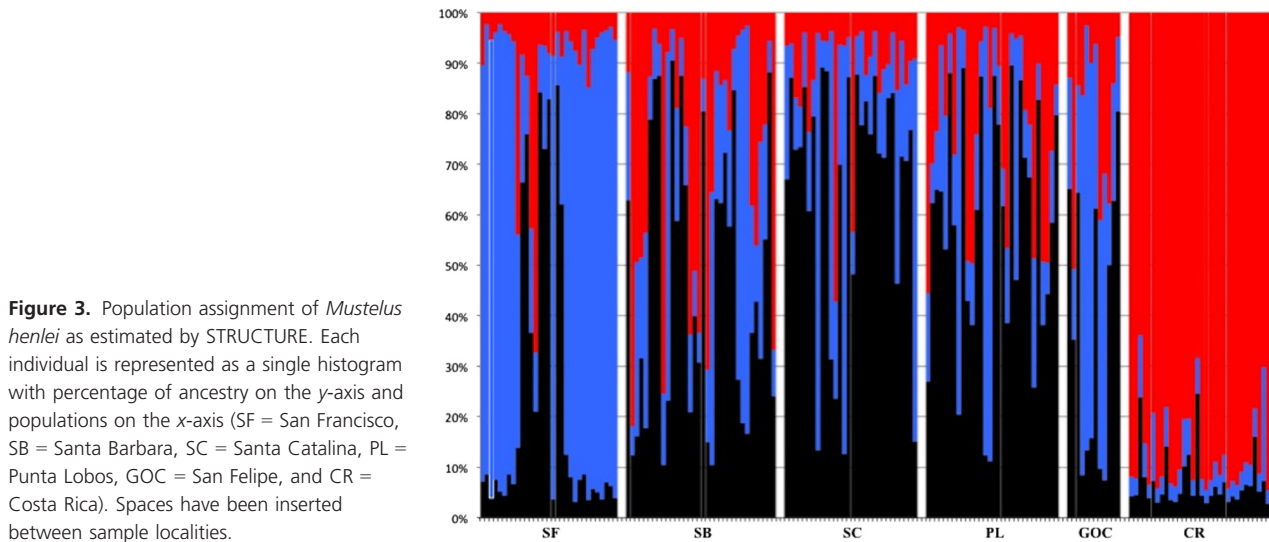 Figure 3. Population assignment of Mustelus
henlei as estimated by STRUCTURE. Each
individual is represented as a single histogram
with percentage of ancestry on the y-axis and
populations on the x-axis (SF = San Francisco,
SB = Santa Barbara, SC = Santa Catalina, PL =
Punta Lobos, GOC = San Felipe, and CR =
Costa Rica). Spaces have been inserted
between sample localities.
100%
90%
80%
70%
60%
50%
40%
30%
20%
10%
0%
SF SB SC PL GOC CR